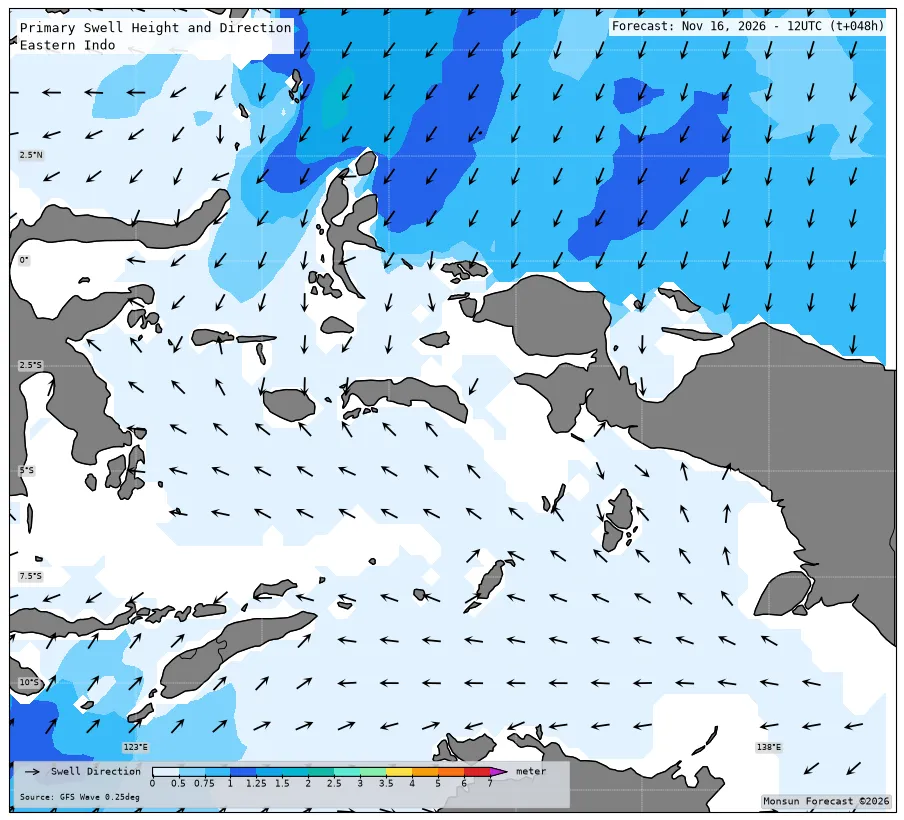 Primary Swell Height and Direction
Eastern Indo
Forecast: Nov 16, 2026 - 12UTC (t+048h)
2.5°N
0°
2.5°S
5°S
7.5°S
10°S
123°E
138°E
Swell Direction
0 0.5 0.75 1 1.25 1.5 2 2.5 3 3.5 4 5 6 7
meter
Source: GFS Wave 0.25deg
Monsun Forecast ©2026